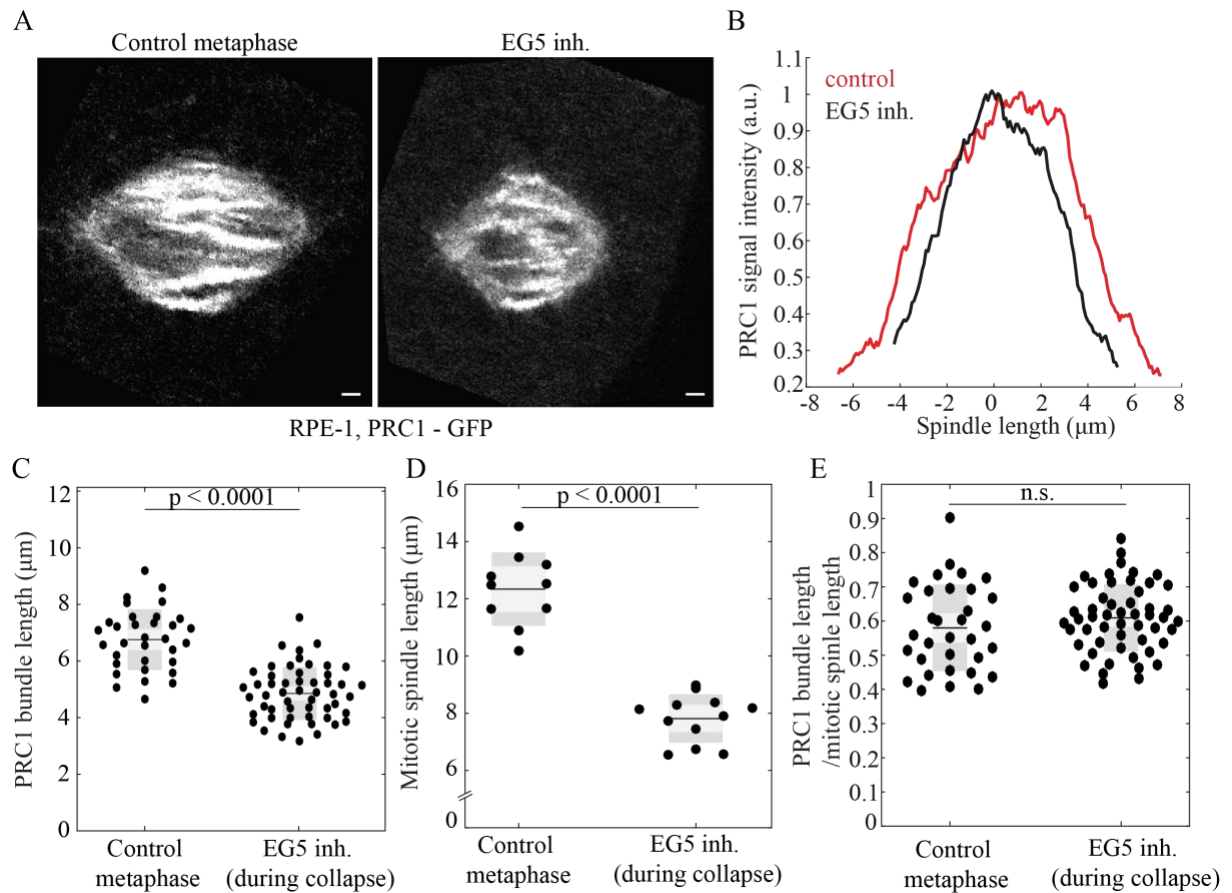 A
Control metaphase
EG5 inh.
RPE-1, PRC1 - GFP
B
control
EG5 inh.
PRC1 signal intensity (a.u.)
1.1
1
0.9
0.8
0.7
0.6
0.5
0.4
0.3
0.2
-8 -6 -4 -2 0 2 4 6 8
Spindle length (μm)
C
p < 0.0001
PRC1 bundle length (μm)
12
10
8
6
4
2
0
Control
metaphase
EG5 inh.
(during collapse)
D
p < 0.0001
Mitotic spindle length (μm)
16
14
12
10
8
6
0
Control
metaphase
EG5 inh.
(during collapse)
E
n.s.
PRC1 bundle length
/mitotic spinle length
1
0.9
0.8
0.7
0.6
0.5
0.4
0.3
0.2
0.1
0
Control
metaphase
EG5 inh.
(during collapse)